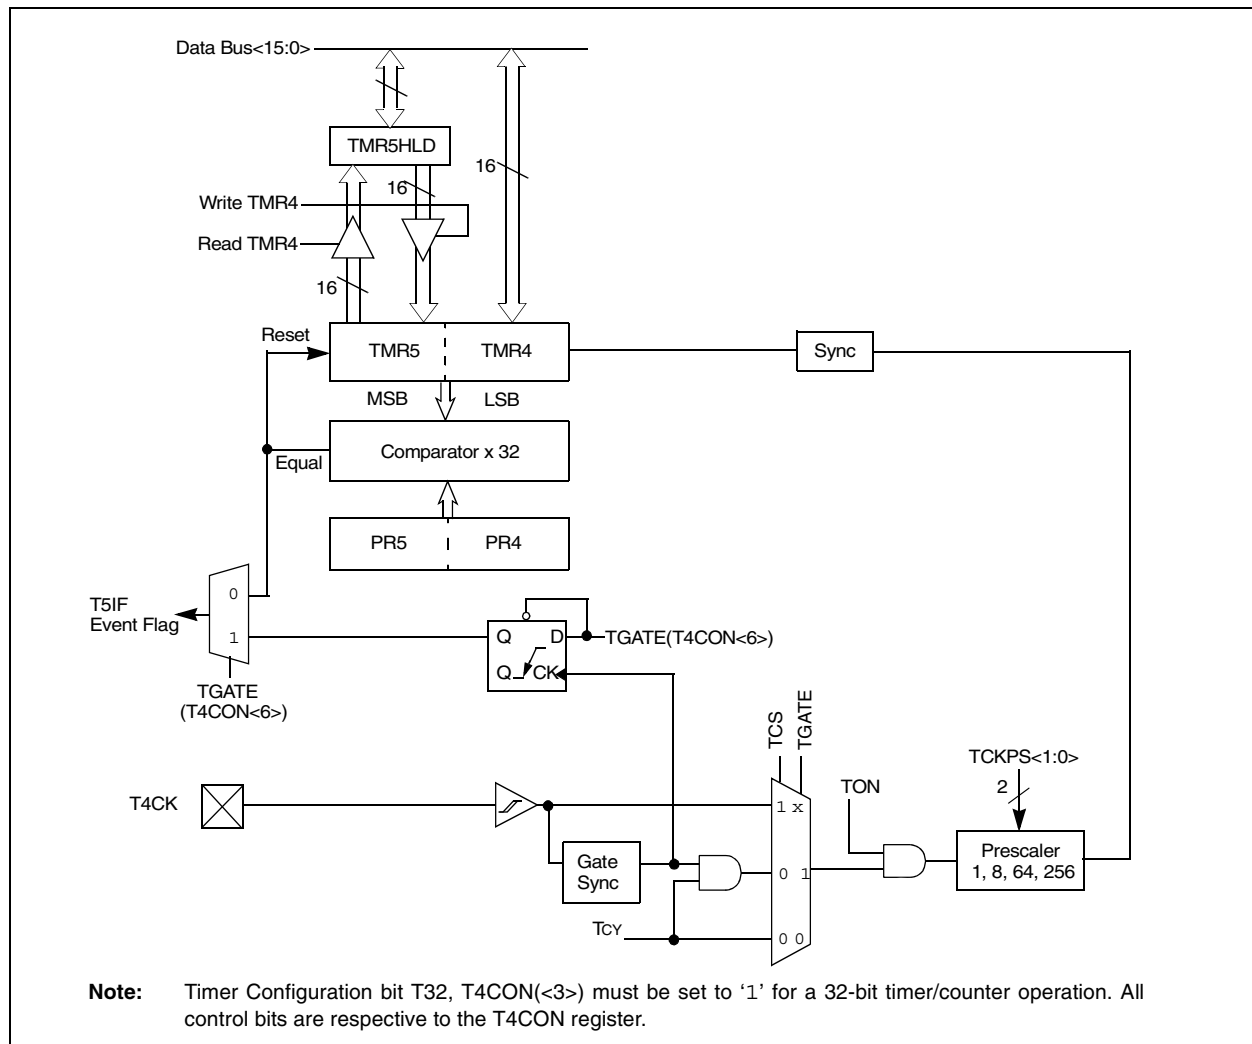 Data Bus<15:0>
TMR5HLD
16
16
Write TMR4
Read TMR4
16
Reset
TMR5
TMR4
Sync
MSB
LSB
Equal
Comparator x 32
PR5
PR4
0
T5IF
Event Flag
1
Q
D
TGATE(T4CON<6>)
Q
CK
TGATE
(T4CON<6>)
TCS
TGATE
TCKPS<1:0>
2
TON
T4CK
1 x
Gate
Sync
0 1
Prescaler
1, 8, 64, 256
TCY
0 0
Note: Timer Configuration bit T32, T4CON(<3>) must be set to ‘1’ for a 32-bit timer/counter operation. All
control bits are respective to the T4CON register.